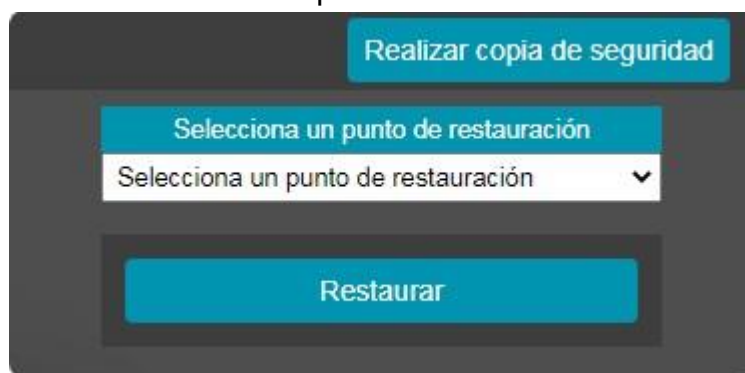 Realizar copia de seguridad
Selecciona un punto de restauración
Selecciona un punto de restauración
Restaurar